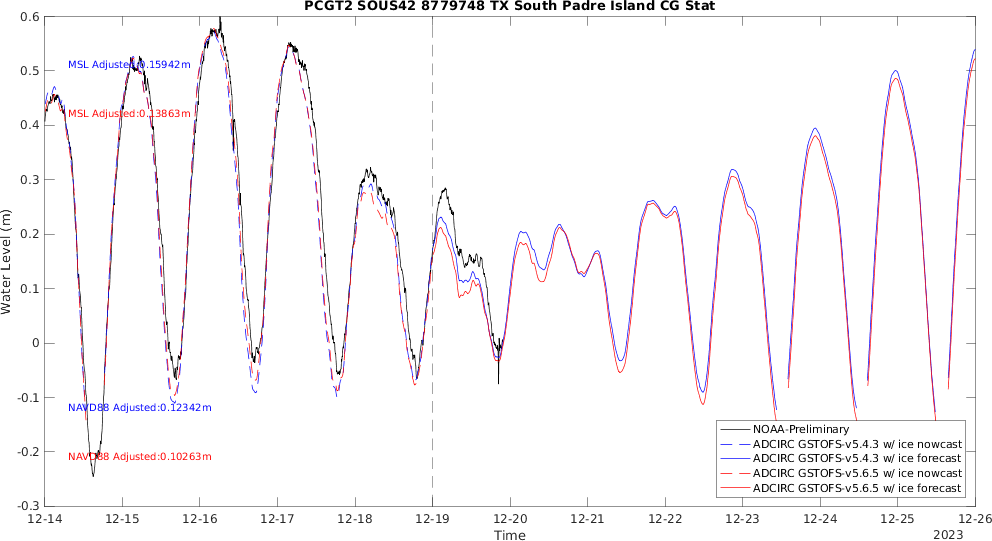 PCGT2 SOUS42 8779748 TX South Padre Island CG Stat
0.6
0.5
0.4
0.3
0.2
0.1
0
-0.1
-0.2
-0.3
Water Level (m)
MSL Adjusted:0.15942m
MSL Adjusted:0.13863m
NAVD88 Adjusted:0.12342m
NAVD88 Adjusted:0.10263m
NOAA-Preliminary
ADCIRC GSTOFS-v5.4.3 w/ ice nowcast
ADCIRC GSTOFS-v5.4.3 w/ ice forecast
ADCIRC GSTOFS-v5.6.5 w/ ice nowcast
ADCIRC GSTOFS-v5.6.5 w/ ice forecast
12-14 12-15 12-16 12-17 12-18 12-19 12-20 12-21 12-22 12-23 12-24 12-25 12-26
Time
2023